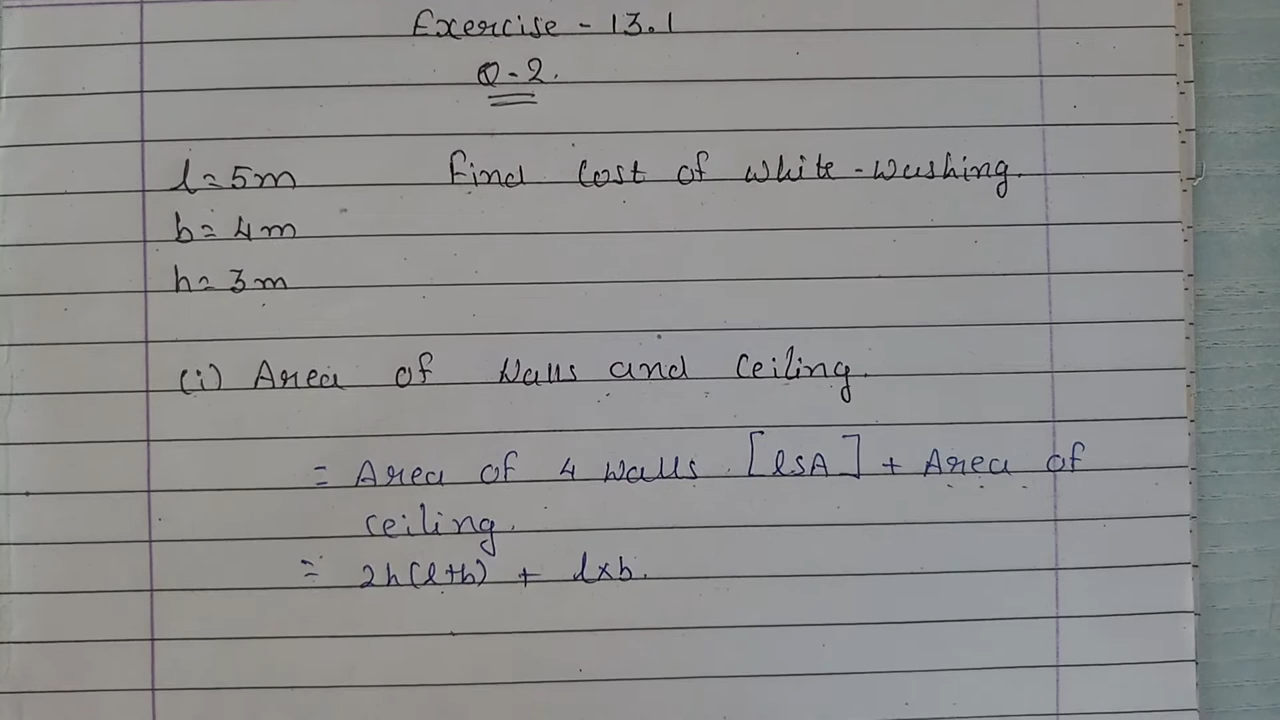 Exercise - 13.1
Q-2.
l=5m Find cost of white-washing.
b=4m
h=3m
(i) Area of Walls and Ceiling.
= Area of 4 walls. [LSA] + Area of
ceiling.
= 2h(l+b) + l×b.